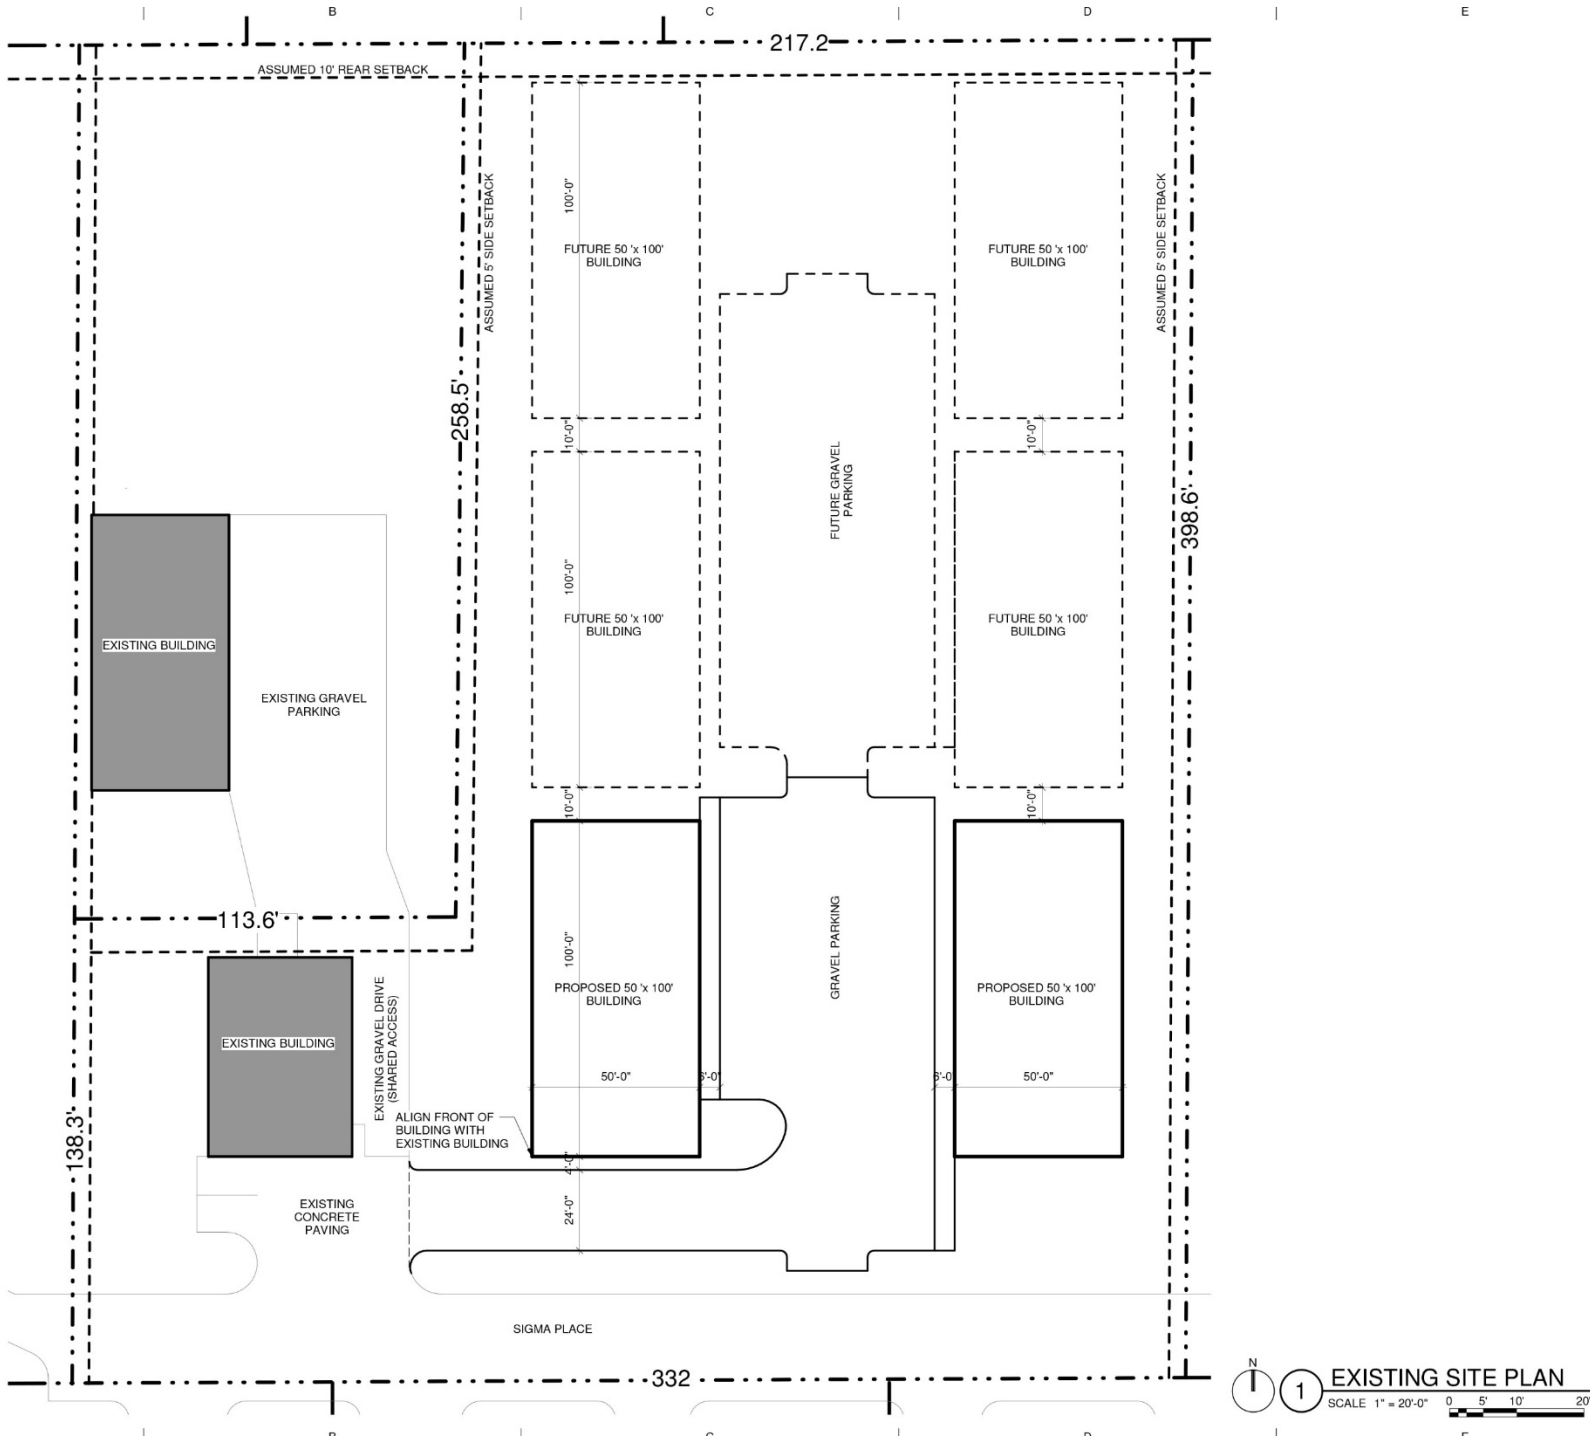 B
C
D
E
217.2
ASSUMED 10' REAR SETBACK
ASSUMED 5' SIDE SETBACK
100'-0"
ASSUMED 5' SIDE SETBACK
FUTURE 50 'x 100'
BUILDING
FUTURE 50 'x 100'
BUILDING
258.5'
10'-0"
10'-0"
FUTURE GRAVEL
PARKING
398.6'
100'-0"
FUTURE 50 'x 100'
BUILDING
FUTURE 50 'x 100'
BUILDING
EXISTING BUILDING
EXISTING GRAVEL
PARKING
10'-0"
10'-0"
113.6'
100'-0"
GRAVEL PARKING
PROPOSED 50 'x 100'
BUILDING
PROPOSED 50 'x 100'
BUILDING
EXISTING BUILDING
EXISTING GRAVEL DRIVE
(SHARED ACCESS)
50'-0"
6'-0"
6'-0"
50'-0"
138.3'
ALIGN FRONT OF
BUILDING WITH
EXISTING BUILDING
4'-0"
24'-0"
EXISTING
CONCRETE
PAVING
SIGMA PLACE
332
N
1
EXISTING SITE PLAN
SCALE 1" = 20'-0"
0 5' 10' 20'